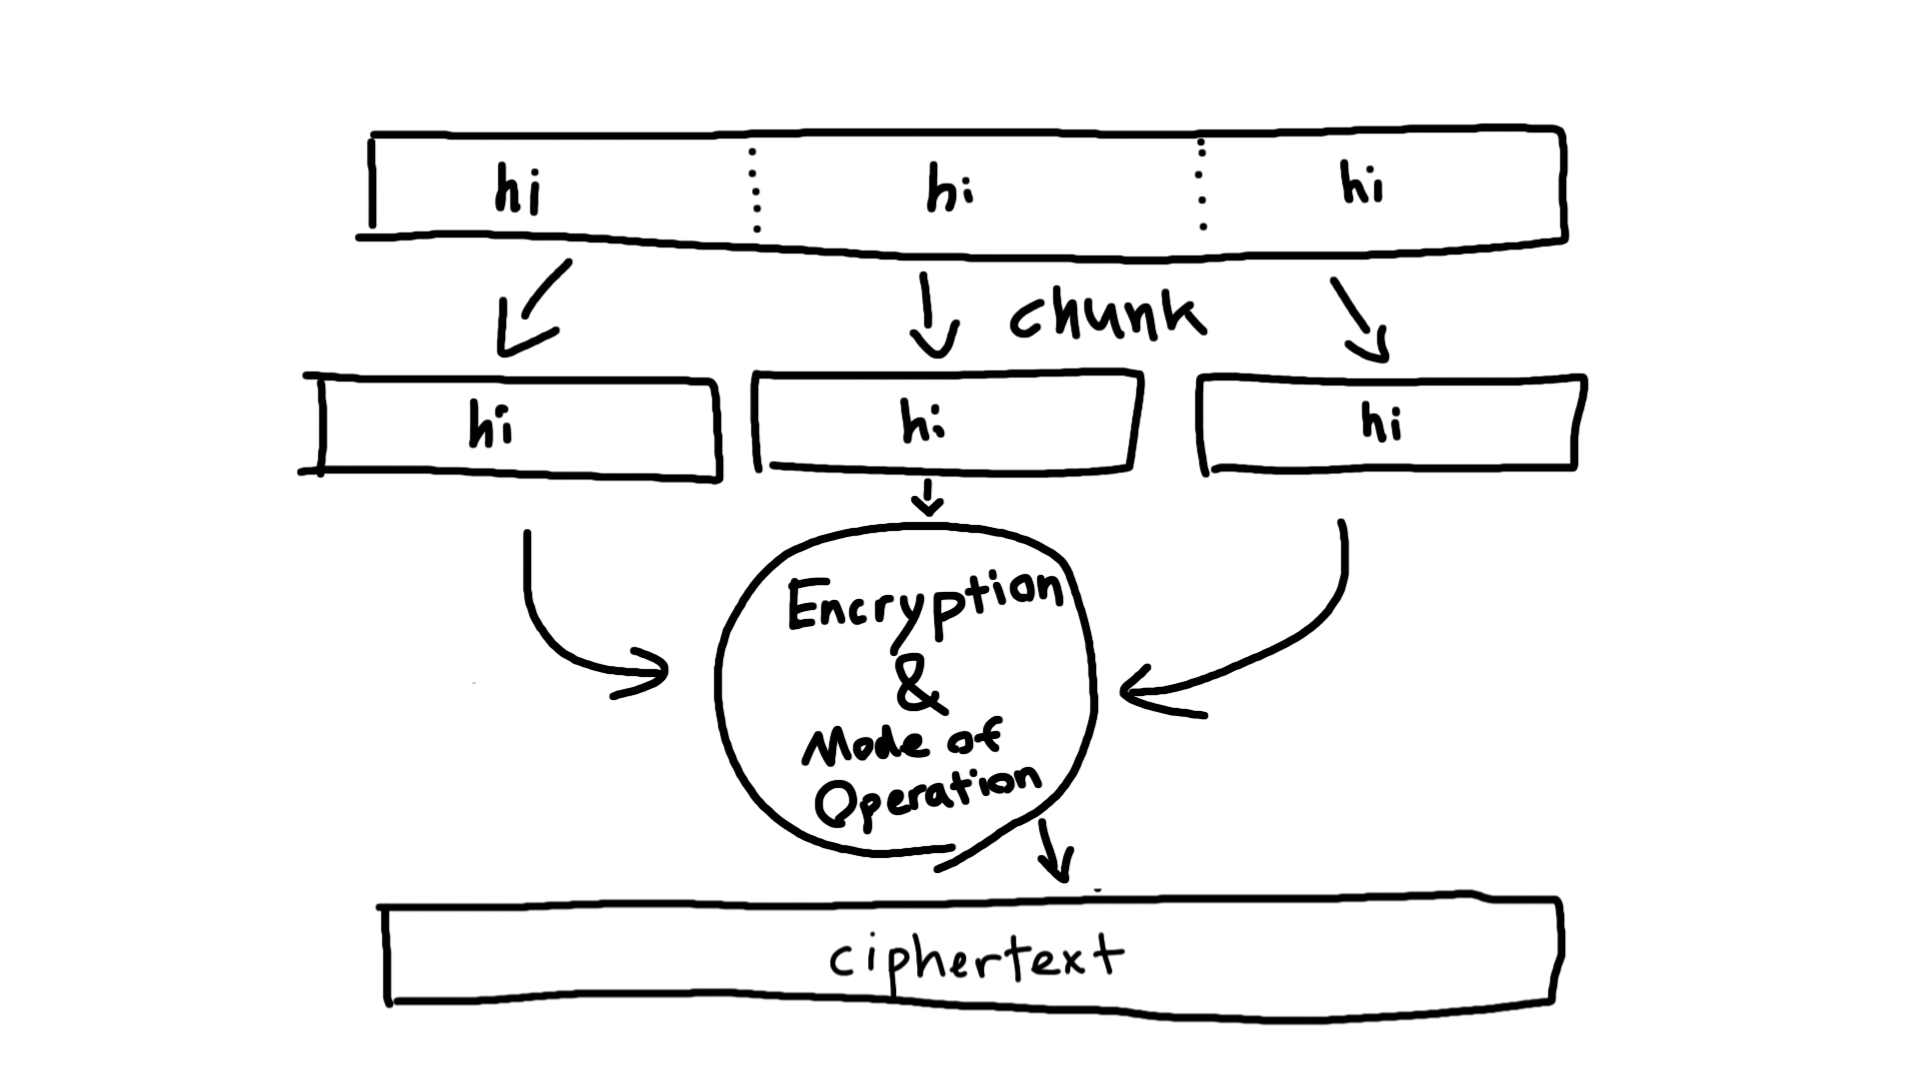 hi hi hi
chunk
hi hi hi
Encryption
&
Mode of
Operation
ciphertext